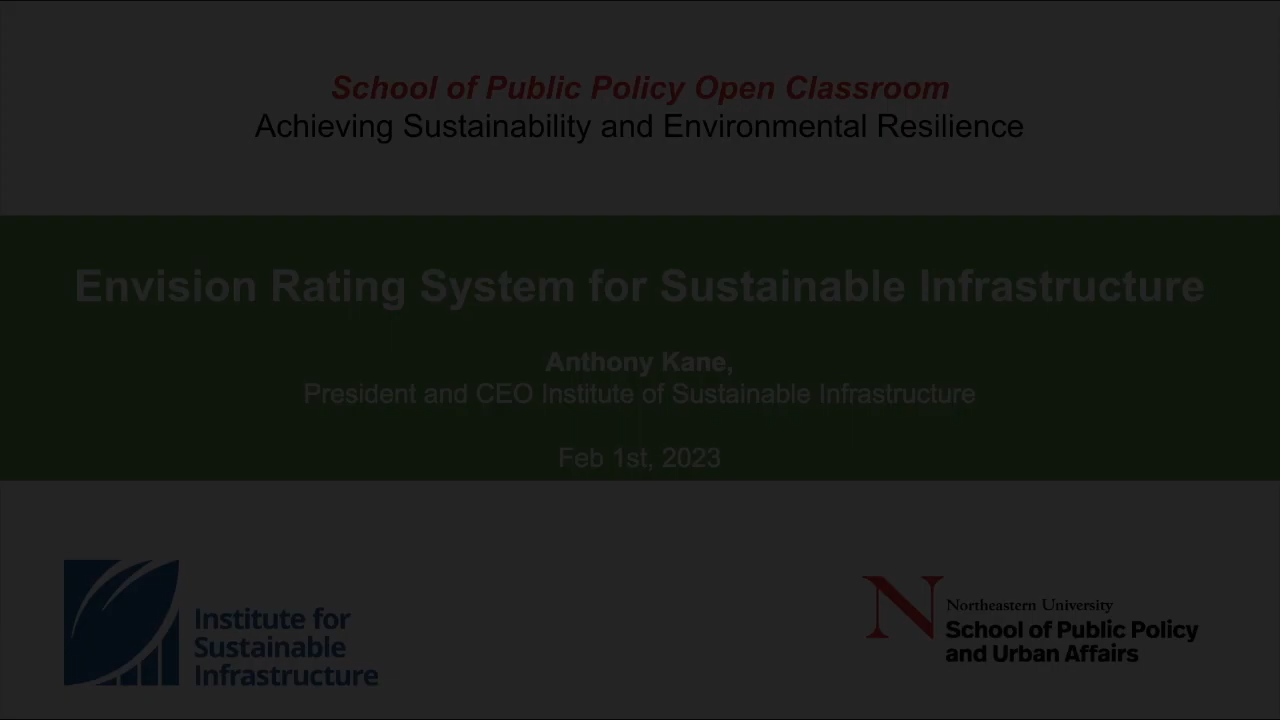 School of Public Policy Open Classroom
Achieving Sustainability and Environmental Resilience
Envision Rating System for Sustainable Infrastructure
Anthony Kane,
President and CEO Institute of Sustainable Infrastructure
Feb 1st, 2023
Institute for
Sustainable
Infrastructure
N
Northeastern University
School of Public Policy
and Urban Affairs